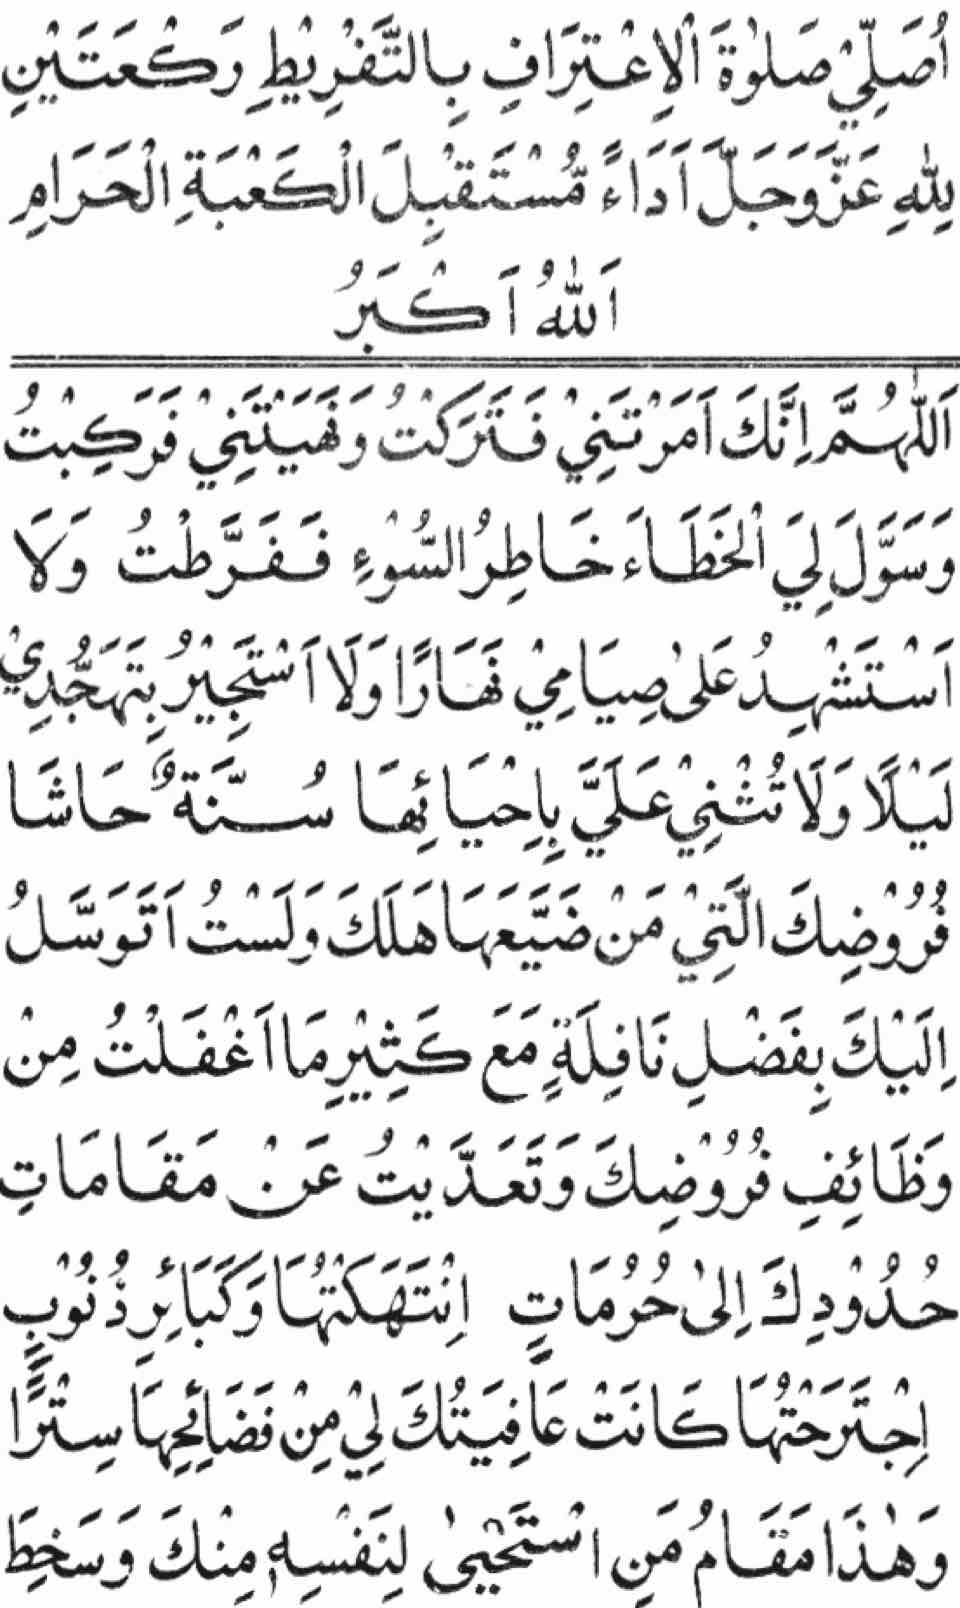 اُصَلِّيْ صَلٰوةَ الْاِعْتِرَافِ بِالتَّفْرِيْطِ رَكْعَتَيْنِ
لِلّٰهِ عَزَّ وَجَلَّ اَدَاءً مُّسْتَقْبِلَ الْكَعْبَةِ الْحَرَامِ
اَللّٰهُ اَكْبَرُ
اَللّٰهُمَّ اِنَّكَ اَمَرْتَنِيْ فَتَرَكْتُ وَنَهَيْتَنِيْ فَرَكِبْتُ
وَسَوَّلَ لِيَ الْخَطَاءَ خَاطِرُ السُّوْءِ فَفَرَّطْتُ وَلَا
اَسْتَشْهِدُ عَلٰى صِيَامِيْ نَهَارًا وَلَا اَسْتَجِيْرُ بِتَهَجُّدِيْ
لَيْلًا وَلَا تُثْنِيْ عَلَيَّ بِاِحْيَائِهَا سُنَّةٌ حَاشَا
فُرُوْضِكَ الَّتِيْ مَنْ ضَيَّعَهَا هَلَكَ وَلَسْتُ اَتَوَسَّلُ
اِلَيْكَ بِفَضْلِ نَافِلَةٍ مَعَ كَثِيْرِ مَا اَغْفَلْتُ مِنْ
وَظَائِفِ فُرُوْضِكَ وَتَعَدَّيْتُ عَنْ مَقَامَاتِ
حُدُوْدِكَ اِلٰى حُرُمَاتٍ اِنْتَهَكْتُهَا وَكَبَائِرِ ذُنُوْبٍ
اِجْتَرَحْتُهَا كَانَتْ عَافِيَتُكَ لِيْ مِنْ فَضَائِحِهَا سِتْرًا
وَهٰذَا مَقَامُ مَنِ اسْتَحْيٰى لِنَفْسِهٖ مِنْكَ وَسَخِطَ